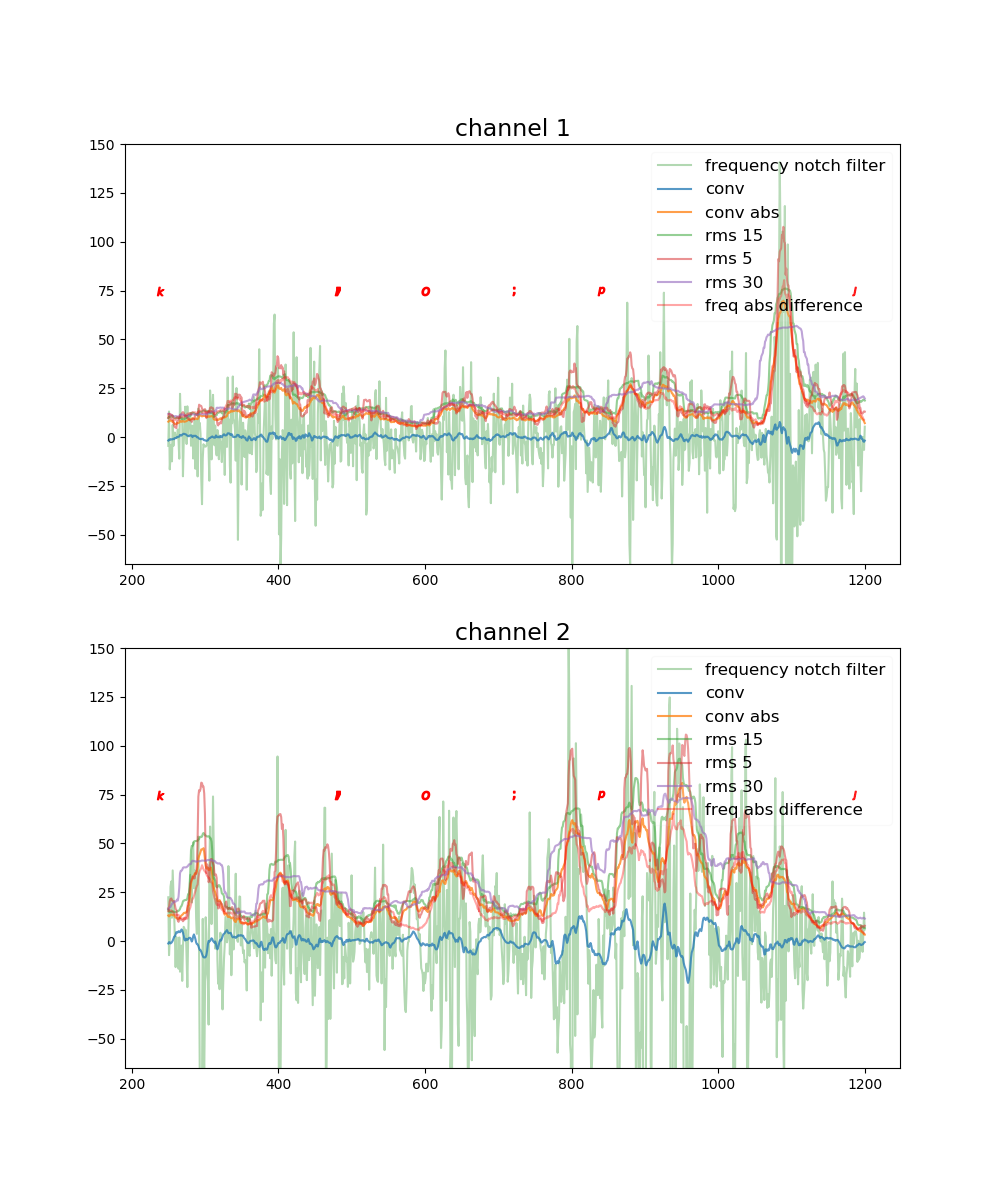 channel 1
150
125
100
75
50
25
0
−25
−50
frequency notch filter
conv
conv abs
rms 15
rms 5
rms 30
freq abs difference
k o ; p
200 400 600 800 1000 1200
channel 2
150
125
100
75
50
25
0
−25
−50
frequency notch filter
conv
conv abs
rms 15
rms 5
rms 30
freq abs difference
k o ; p
200 400 600 800 1000 1200